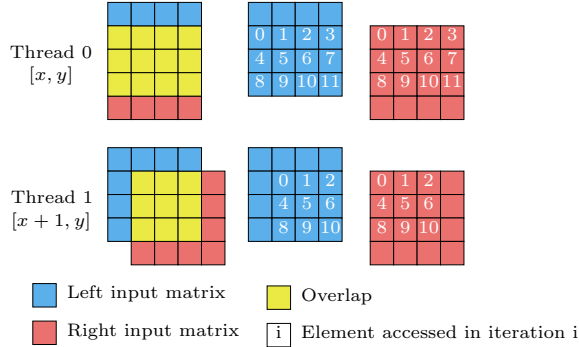 Thread 0
[x, y]
0 1 2 3
4 5 6 7
8 9 10 11
0 1 2 3
4 5 6 7
8 9 10 11
Thread 1
[x + 1, y]
0 1 2
4 5 6
8 9 10
0 1 2
4 5 6
8 9 10
Left input matrix
Overlap
Right input matrix
i Element accessed in iteration i